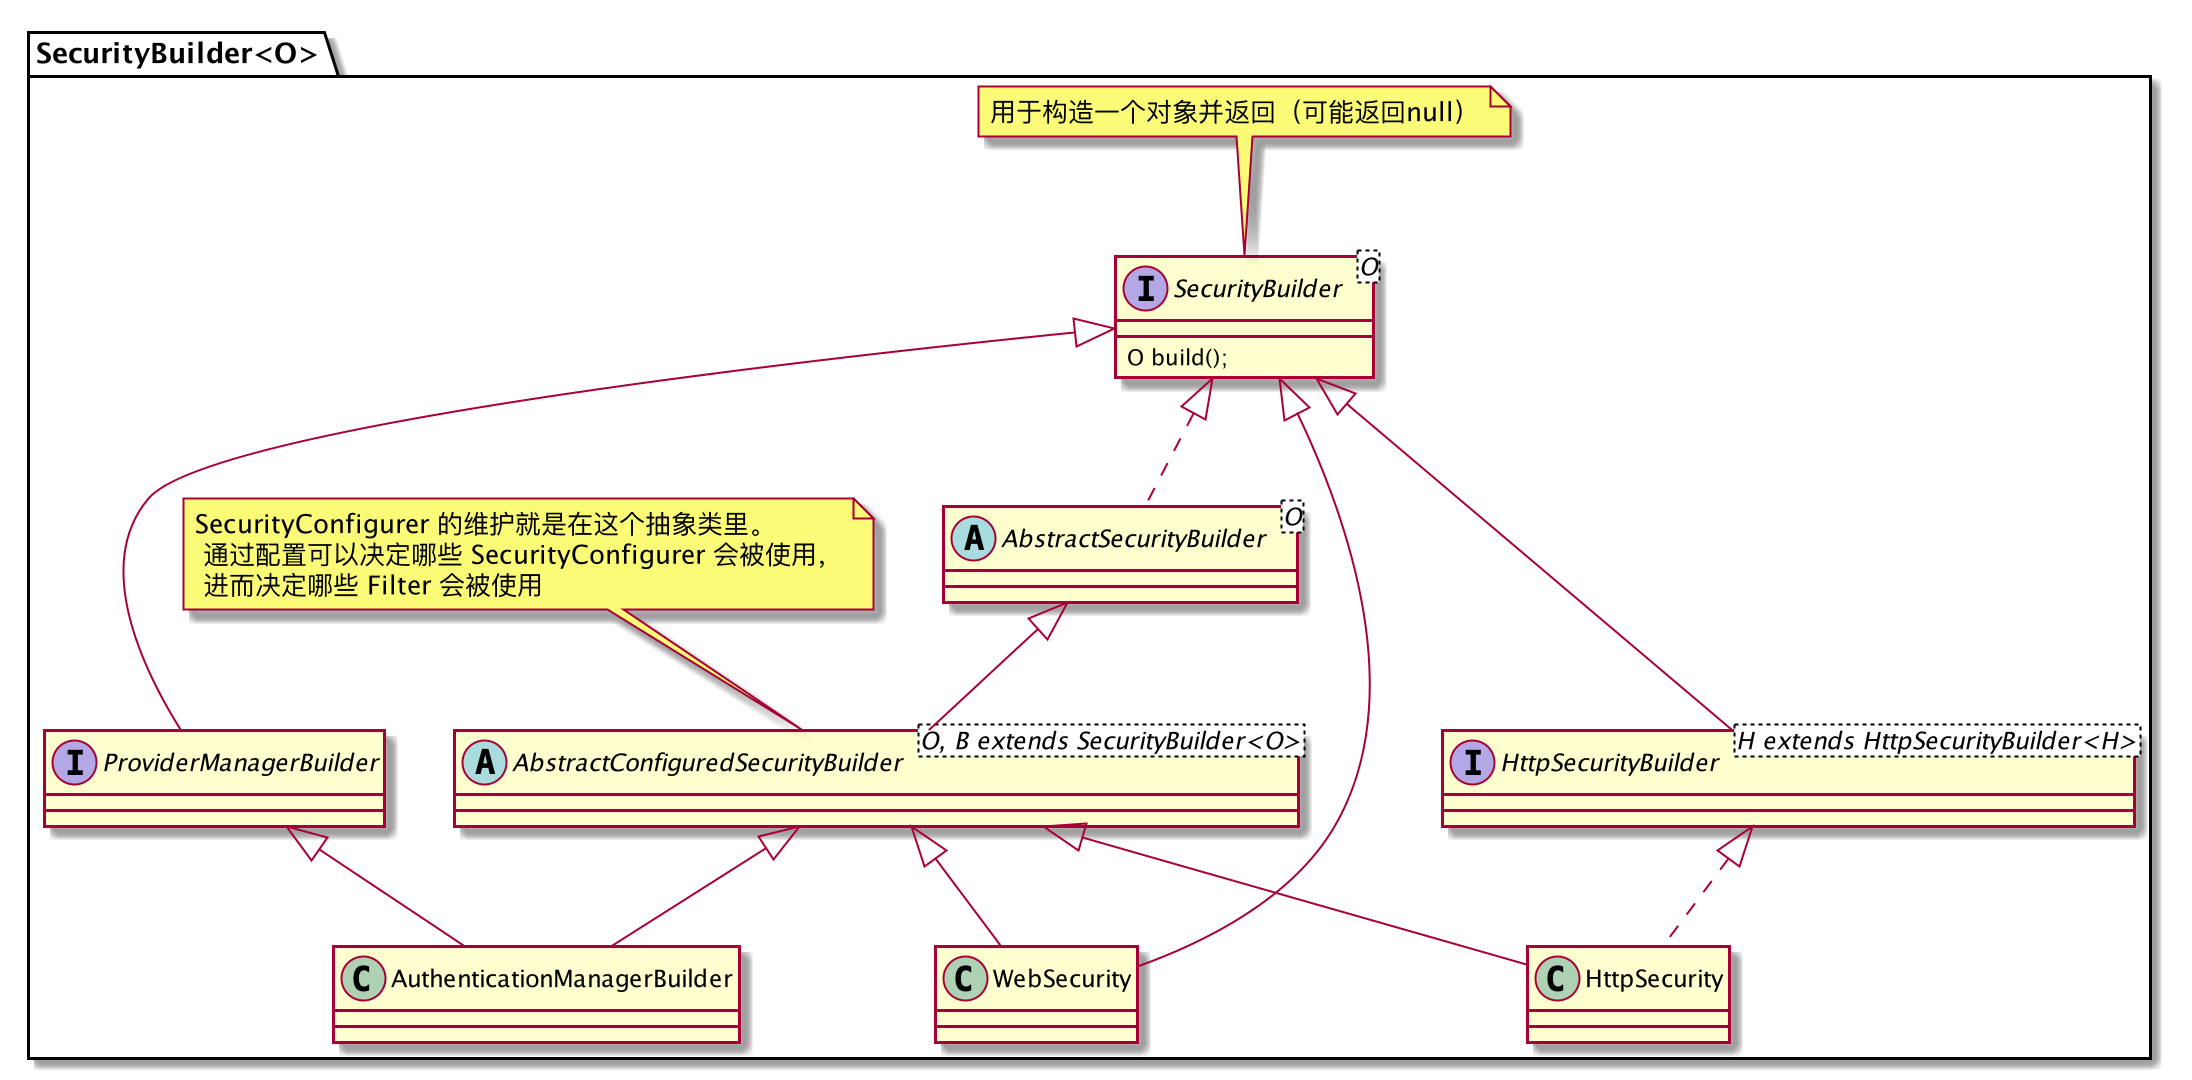 SecurityBuilder<O>
用于构造一个对象并返回（可能返回null）
O
I SecurityBuilder
O build();
SecurityConfigurer 的维护就是在这个抽象类里。
通过配置可以决定哪些 SecurityConfigurer 会被使用，
进而决定哪些 Filter 会被使用
O
A AbstractSecurityBuilder
I ProviderManagerBuilder
O, B extends SecurityBuilder<O>
A AbstractConfiguredSecurityBuilder
H extends HttpSecurityBuilder<H>
I HttpSecurityBuilder
C AuthenticationManagerBuilder
C WebSecurity
C HttpSecurity